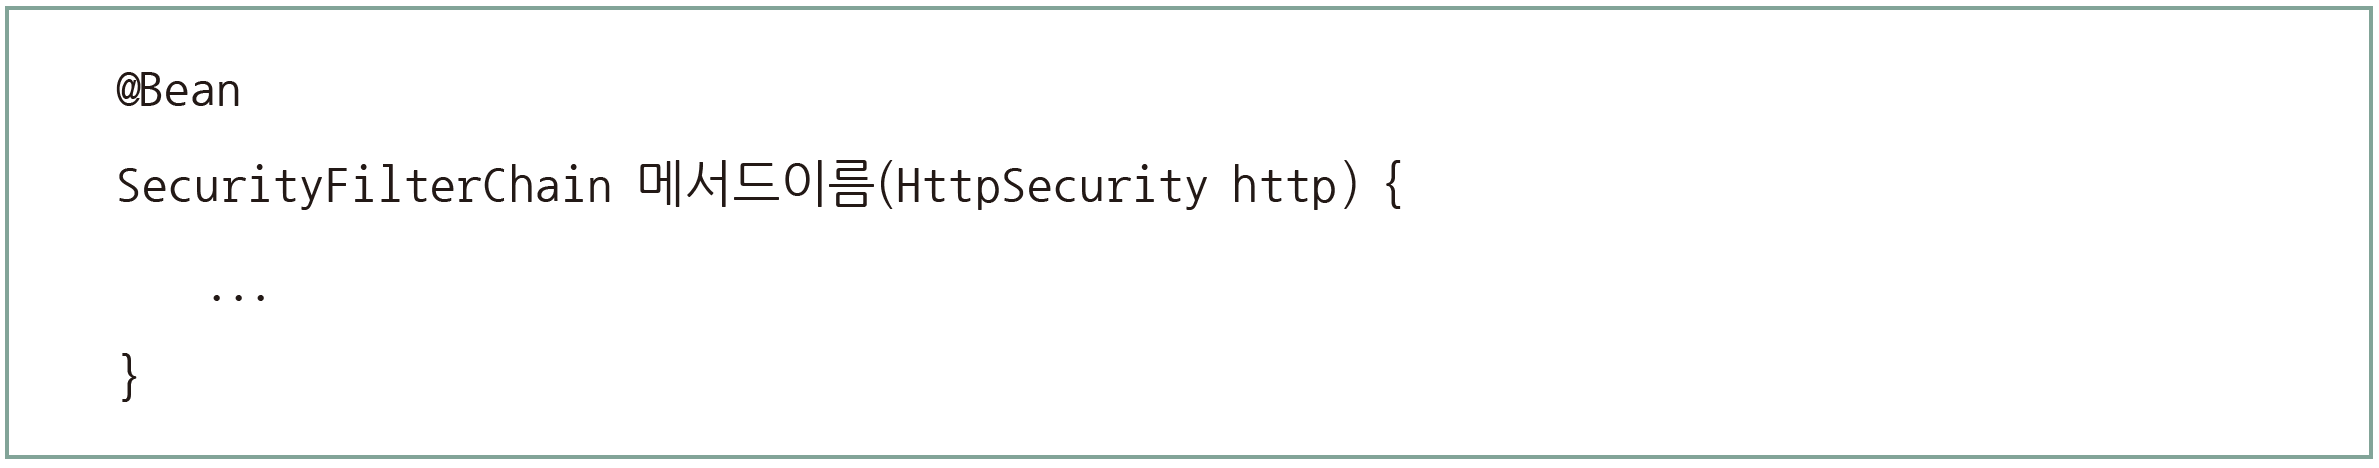 @Bean
SecurityFilterChain 메서드이름(HttpSecurity http) {
...
}